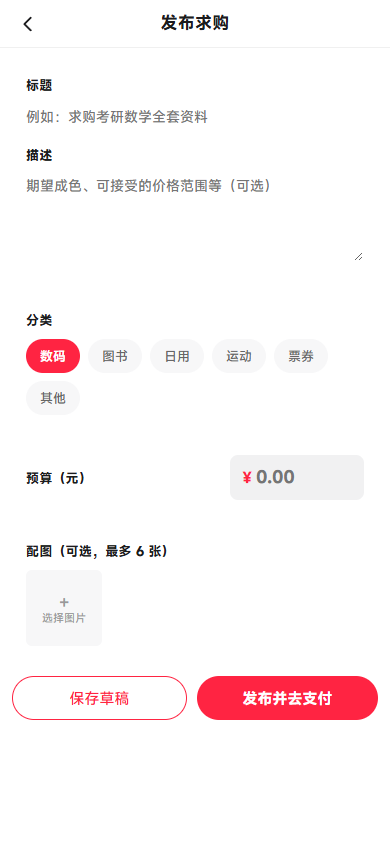 发布求购
标题
例如：求购考研数学全套资料
描述
期望成色、可接受的价格范围等（可选）
分类
数码 图书 日用 运动 票券
其他
预算（元） ¥ 0.00
配图（可选，最多 6 张）
+
选择图片
保存草稿 发布并去支付